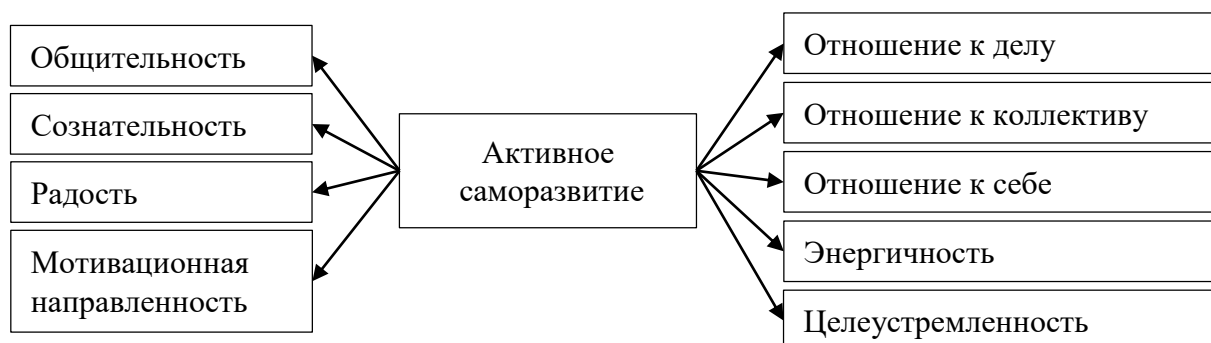 Общительность
Сознательность
Радость
Мотивационная
направленность
Активное
саморазвитие
Отношение к делу
Отношение к коллективу
Отношение к себе
Энергичность
Целеустремленность